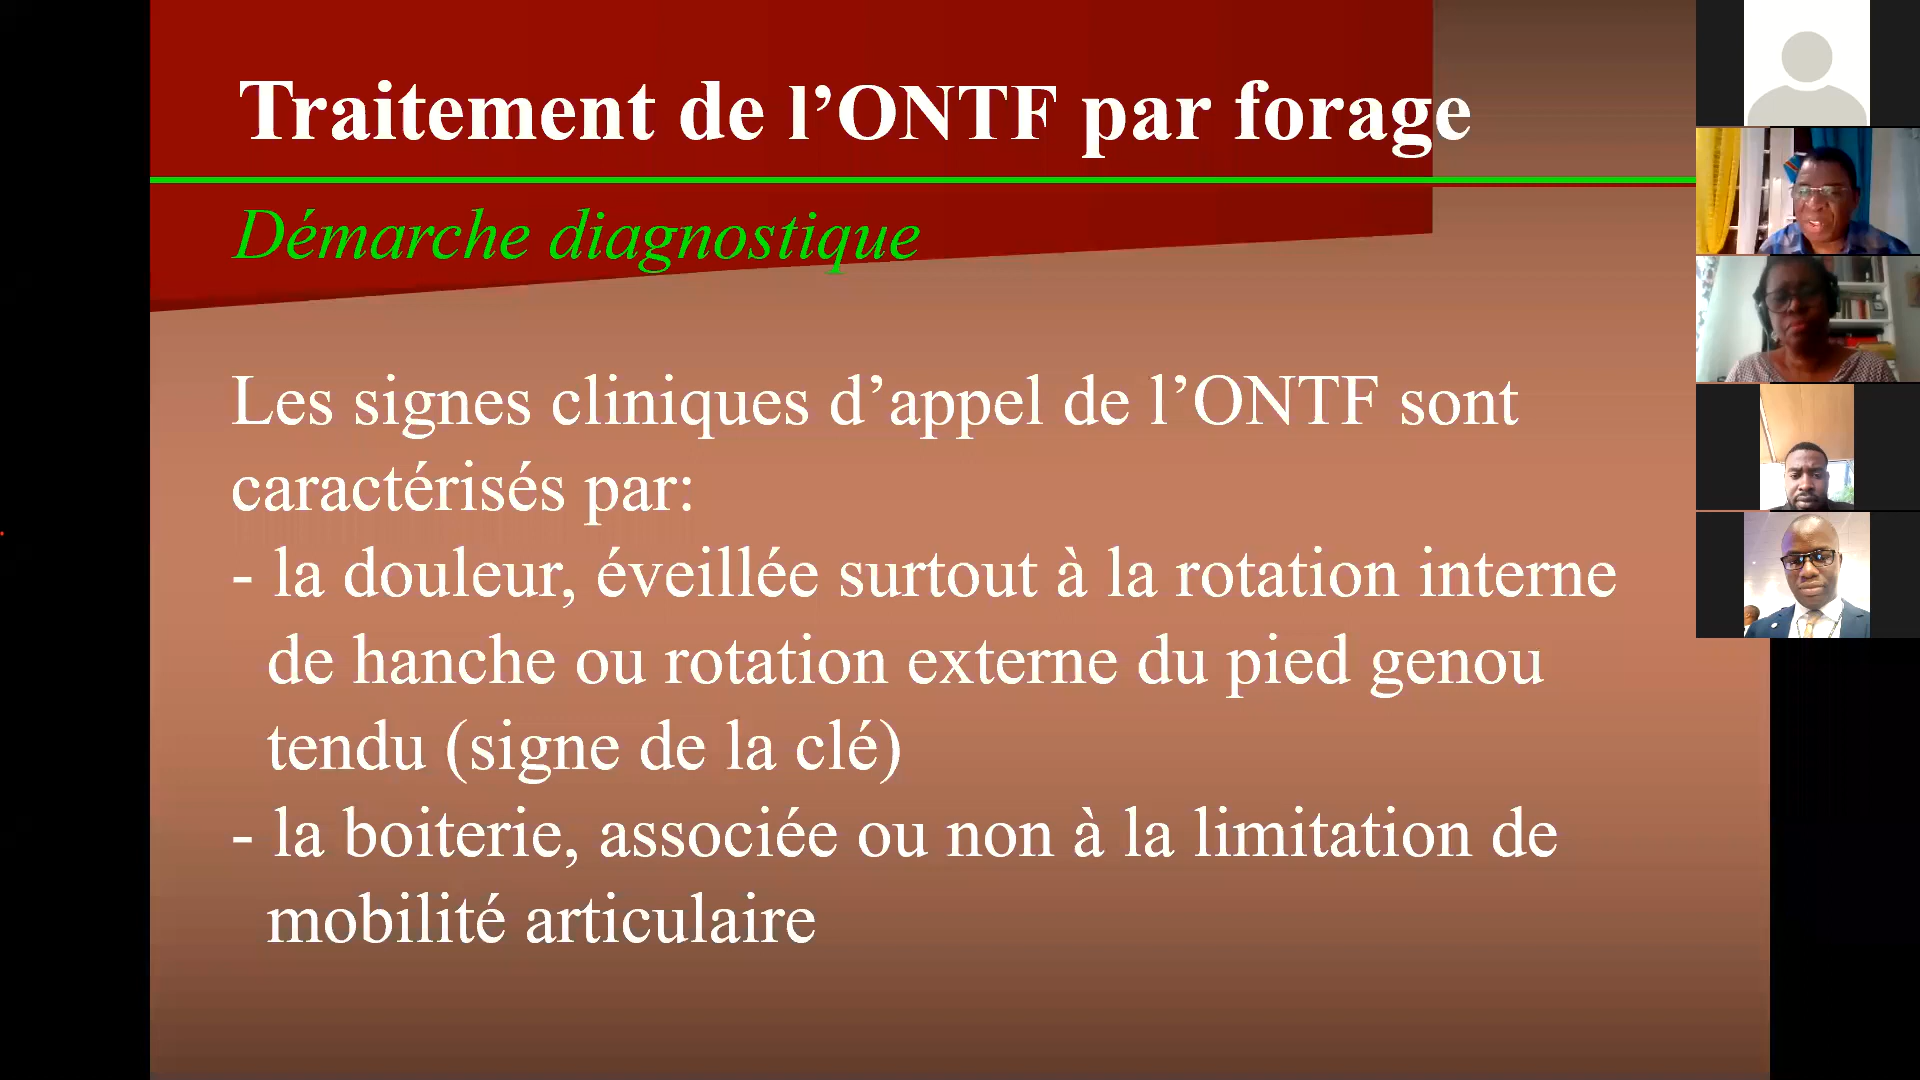 Traitement de l’ONTF par forage
Démarche diagnostique
Les signes cliniques d’appel de l’ONTF sont
caractérisés par:
- la douleur, éveillée surtout à la rotation interne
de hanche ou rotation externe du pied genou
tendu (signe de la clé)
- la boiterie, associée ou non à la limitation de
mobilité articulaire